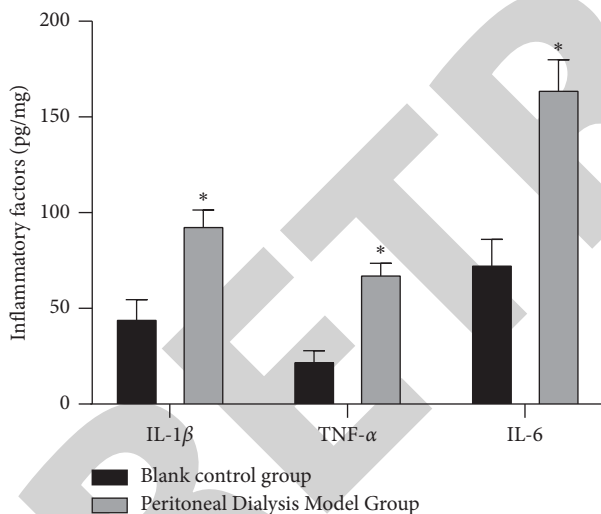 200
150
100
50
0
Inflammatory factors (pg/mg)
*
*
*
IL-1β
TNF-α
IL-6
Blank control group
Peritoneal Dialysis Model Group
RETR